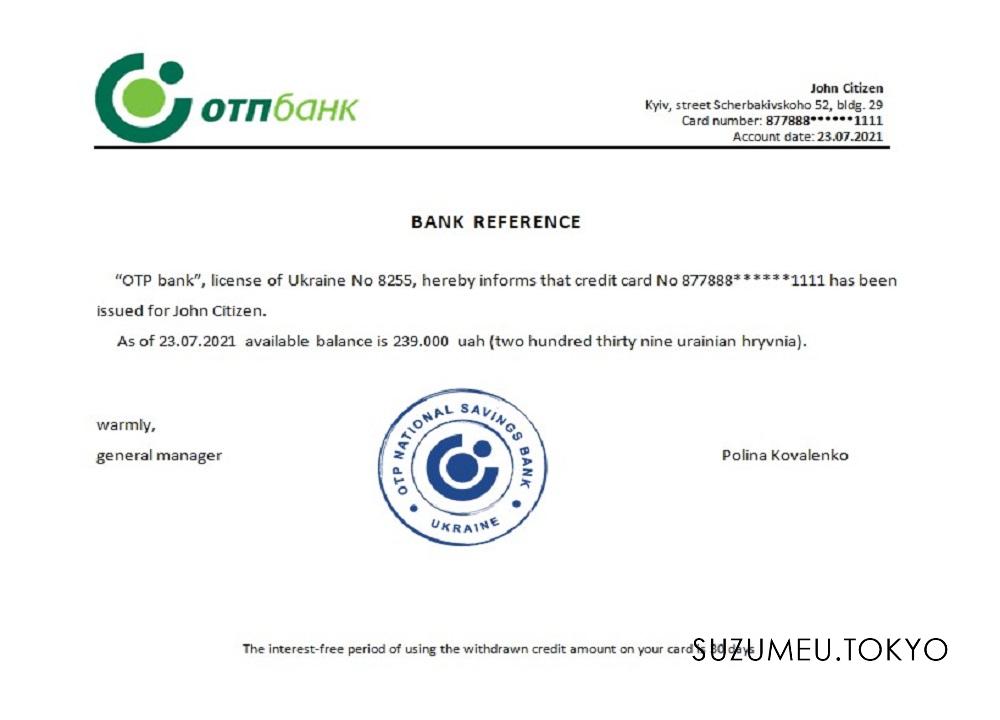 отпбанк
John Citizen
Kyiv, street Scherbakivskoho 52, bldg. 29
Card number: 877888******1111
Account date: 23.07.2021
BANK REFERENCE
“OTP bank”, license of Ukraine No 8255, hereby informs that credit card No 877888******1111 has been
issued for John Citizen.
As of 23.07.2021 available balance is 239.000 uah (two hundred thirty nine urainian hryvnia).
warmly,
general manager
OTP NATIONAL SAVINGS BANK
UKRAINE
Polina Kovalenko
The interest-free period of using the withdrawn credit amount on your card is 30 days
SUZUMEU.TOKYO